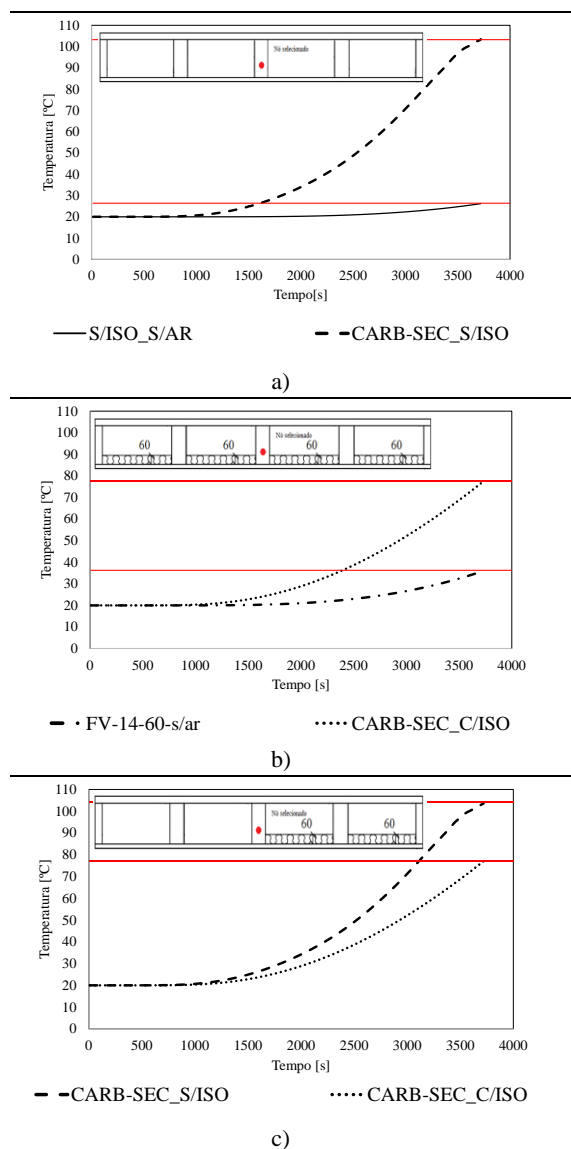 110
100
90
80
70
60
50
40
30
20
10
0
Temperatura [ºC]
Nó selecionado
0 500 1000 1500 2000 2500 3000 3500 4000
Tempo[s]
S/ISO_S/AR CARB-SEC_S/ISO
a)
110
100
90
80
70
60
50
40
30
20
10
0
Temperatura [ºC]
Nó selecionado
60 60 60 60
0 500 1000 1500 2000 2500 3000 3500 4000
Tempo [s]
FV-14-60-s/ar CARB-SEC_C/ISO
b)
110
100
90
80
70
60
50
40
30
20
10
0
Temperatura [ºC]
Nó selecionado
60 60
0 500 1000 1500 2000 2500 3000 3500 4000
Tempo [s]
CARB-SEC_S/ISO CARB-SEC_C/ISO
c)